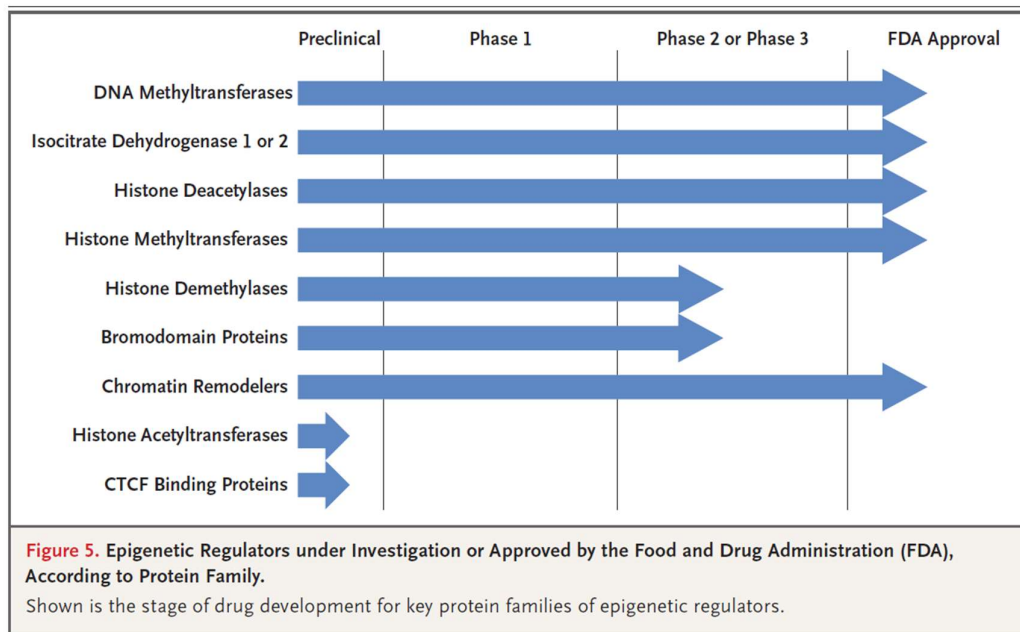 Preclinical Phase 1 Phase 2 or Phase 3 FDA Approval
DNA Methyltransferases
Isocitrate Dehydrogenase 1 or 2
Histone Deacetylases
Histone Methyltransferases
Histone Demethylases
Bromodomain Proteins
Chromatin Remodelers
Histone Acetyltransferases
CTCF Binding Proteins
Figure 5. Epigenetic Regulators under Investigation or Approved by the Food and Drug Administration (FDA),
According to Protein Family.
Shown is the stage of drug development for key protein families of epigenetic regulators.